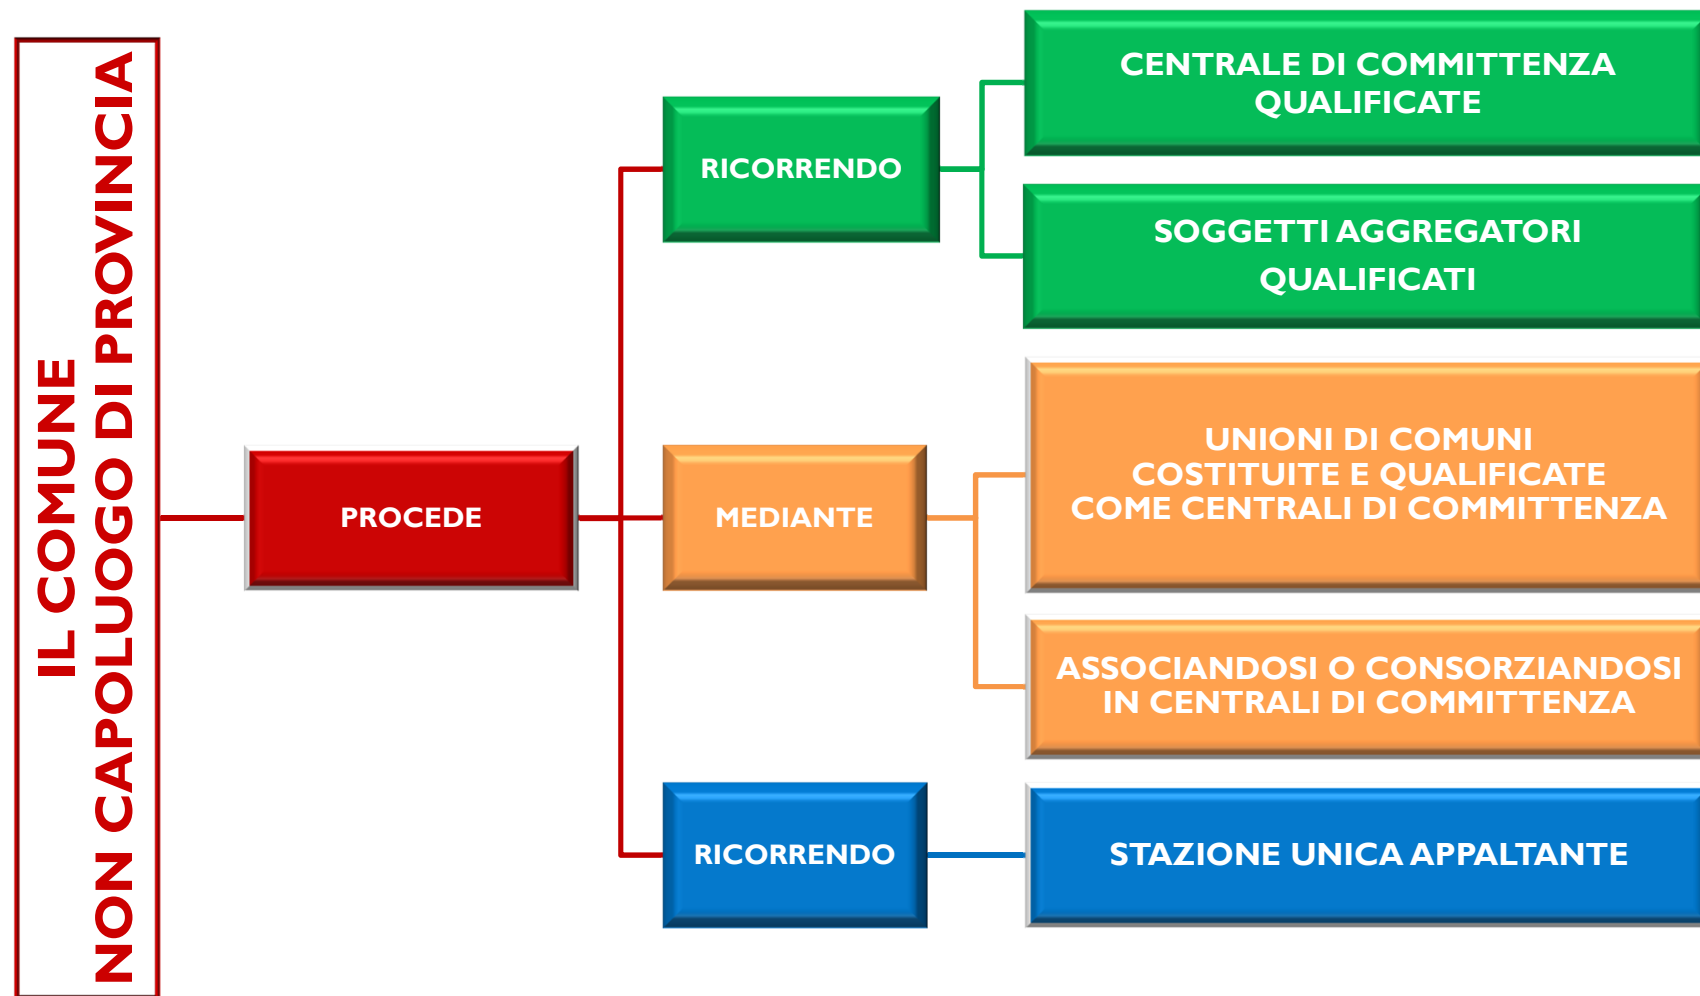 IL COMUNE
NON CAPOLUOGO DI PROVINCIA
PROCEDE
RICORRENDO
CENTRALE DI COMMITTENZA
QUALIFICATE
SOGGETTI AGGREGATORI
QUALIFICATI
MEDIANTE
UNIONI DI COMUNI
COSTITUITE E QUALIFICATE
COME CENTRALI DI COMMITTENZA
ASSOCIANDOSI O CONSORZIANDOSI
IN CENTRALI DI COMMITTENZA
RICORRENDO
STAZIONE UNICA APPALTANTE